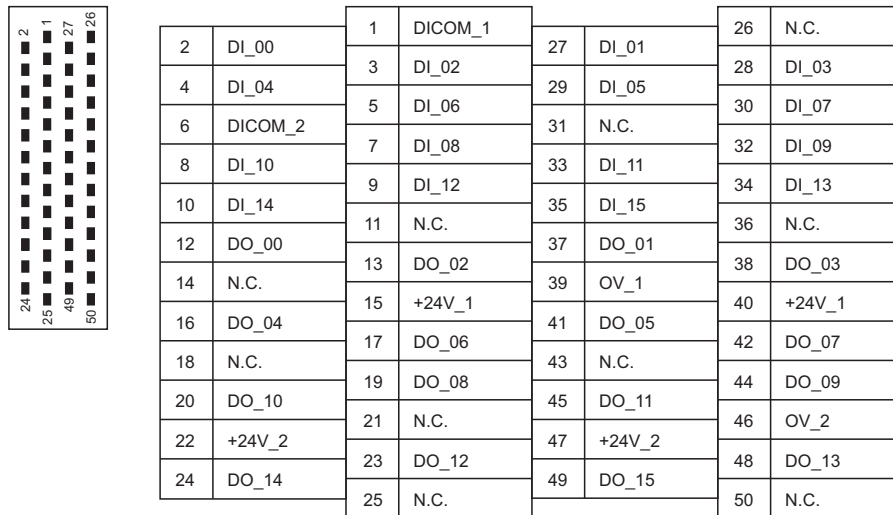 2 1 27 26
24 25 49 50
1 DICOM_1 26 N.C.
2 DI_00 27 DI_01
3 DI_02 28 DI_03
4 DI_04 29 DI_05
5 DI_06 30 DI_07
6 DICOM_2 31 N.C.
7 DI_08 32 DI_09
8 DI_10 33 DI_11
9 DI_12 34 DI_13
10 DI_14 35 DI_15
11 N.C. 36 N.C.
12 DO_00 37 DO_01
13 DO_02 38 DO_03
14 N.C. 39 OV_1
15 +24V_1 40 +24V_1
16 DO_04 41 DO_05
17 DO_06 42 DO_07
18 N.C. 43 N.C.
19 DO_08 44 DO_09
20 DO_10 45 DO_11
21 N.C. 46 OV_2
22 +24V_2 47 +24V_2
23 DO_12 48 DO_13
24 DO_14 49 DO_15
25 N.C. 50 N.C.